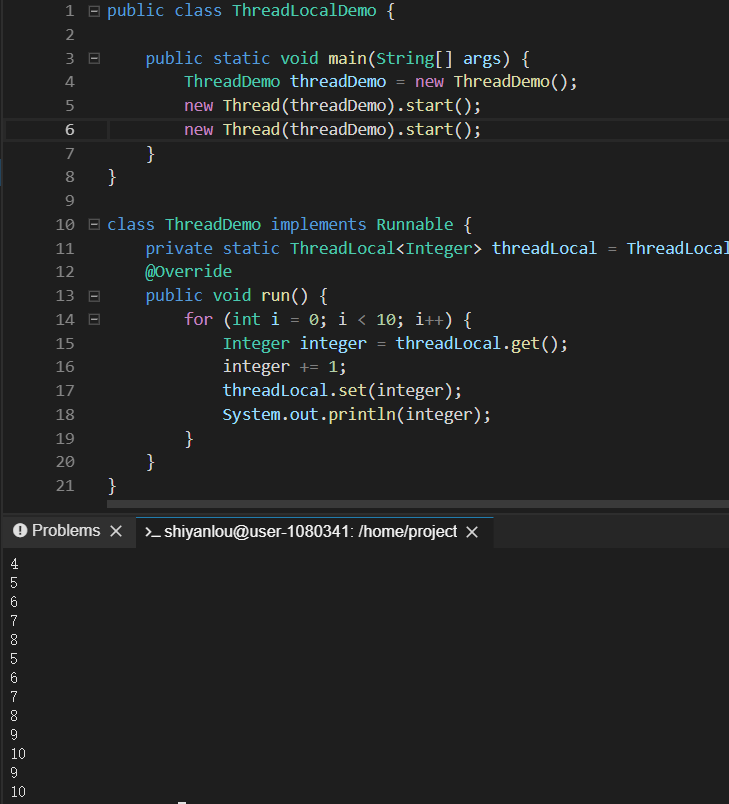 1 public class ThreadLocalDemo {
2
3 public static void main(String[] args) {
4 ThreadDemo threadDemo = new ThreadDemo();
5 new Thread(threadDemo).start();
6 new Thread(threadDemo).start();
7 }
8 }
9
10 class ThreadDemo implements Runnable {
11 private static ThreadLocal<Integer> threadLocal = ThreadLocal
12 @Override
13 public void run() {
14 for (int i = 0; i < 10; i++) {
15 Integer integer = threadLocal.get();
16 integer += 1;
17 threadLocal.set(integer);
18 System.out.println(integer);
19 }
20 }
21 }
Problems × >_ shiyanlou@user-1080341: /home/project ×
4
5
6
7
8
5
6
7
8
9
10
9
10